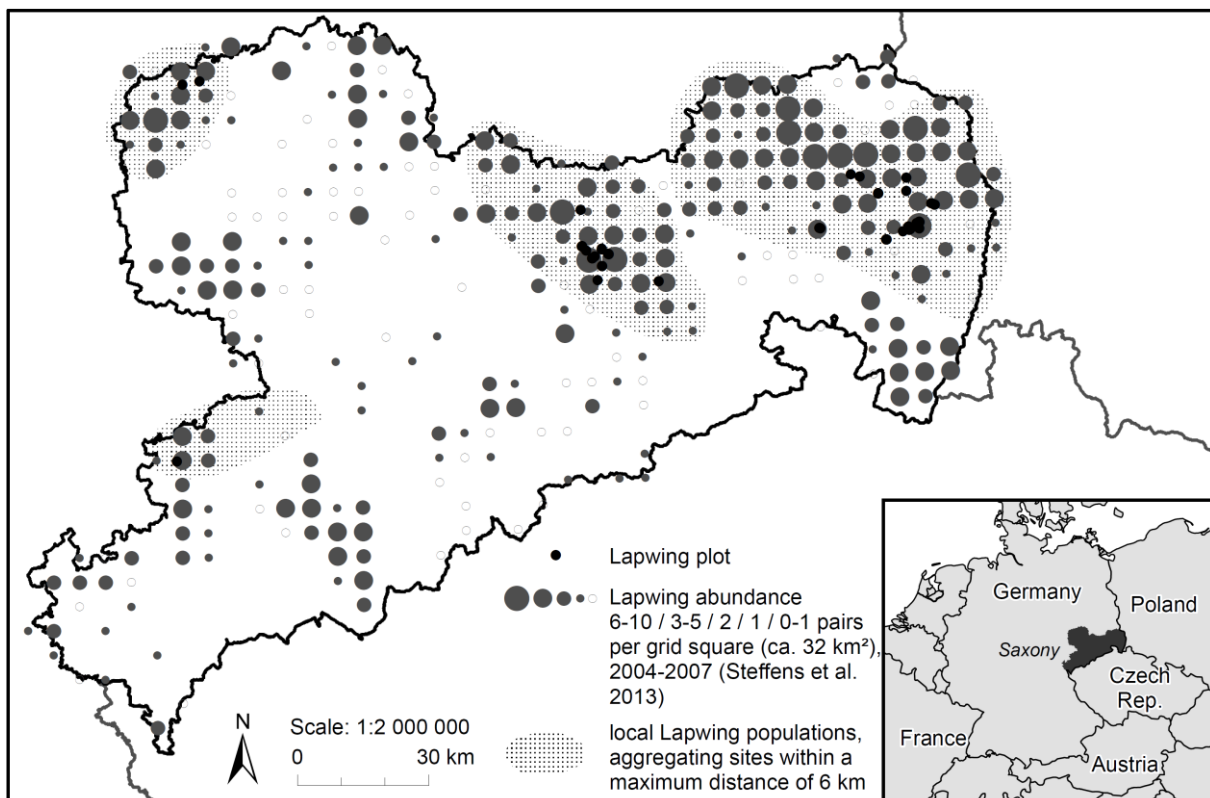 Lapwing plot
Lapwing abundance
6-10 / 3-5 / 2 / 1 / 0-1 pairs
per grid square (ca. 32 km²),
2004-2007 (Steffens et al.
2013)
local Lapwing populations,
aggregating sites within a
maximum distance of 6 km
N
Scale: 1:2 000 000
0 30 km
Germany
Poland
Saxony
Czech
Rep.
France
Austria